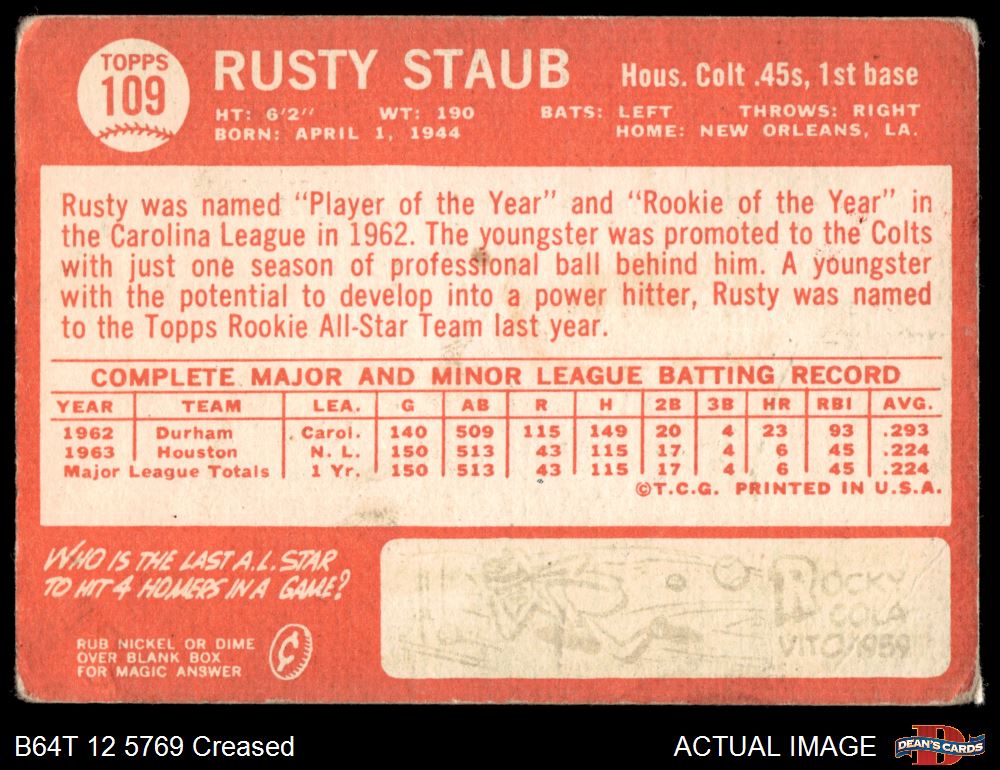 TOPPS
109
RUSTY STAUB
Hous. Colt .45s, 1st base
HT: 6'2" WT: 190 BATS: LEFT THROWS: RIGHT
BORN: APRIL 1, 1944 HOME: NEW ORLEANS, LA.
Rusty was named "Player of the Year" and "Rookie of the Year" in
the Carolina League in 1962. The youngster was promoted to the Colts
with just one season of professional ball behind him. A youngster
with the potential to develop into a power hitter, Rusty was named
to the Topps Rookie All-Star Team last year.
COMPLETE MAJOR AND MINOR LEAGUE BATTING RECORD
YEAR TEAM LEA. G AB R H 2B 3B HR RBI AVG.
1962 Durham Carol. 140 509 115 149 20 4 23 93 .293
1963 Houston N. L. 150 513 43 115 17 4 6 45 .224
Major League Totals 1 Yr. 150 513 43 115 17 4 6 45 .224
©T.C.G. PRINTED IN U.S.A.
WHO IS THE LAST A.L. STAR
TO HIT 4 HOMERS IN A GAME?
RUB NICKEL OR DIME
OVER BLANK BOX
FOR MAGIC ANSWER
ROCKY
COLA
VITO/1959
B64T 12 5769 Creased
ACTUAL IMAGE
DEAN'S CARDS